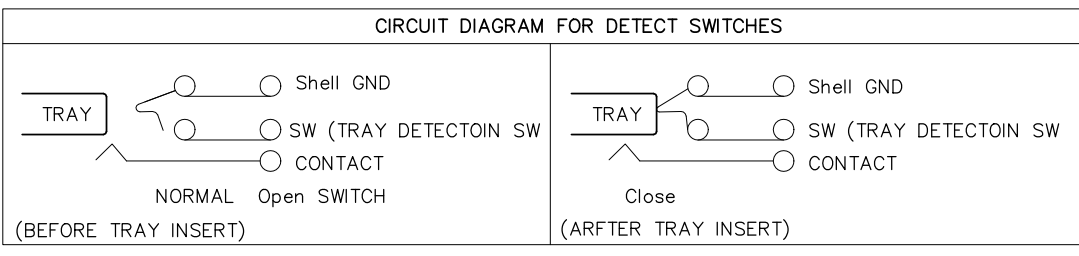 CIRCUIT DIAGRAM FOR DETECT SWITCHES
TRAY
Shell GND
SW (TRAY DETECTOIN SW
CONTACT
NORMAL Open SWITCH
(BEFORE TRAY INSERT)
TRAY
Shell GND
SW (TRAY DETECTOIN SW
CONTACT
Close
(ARFTER TRAY INSERT)